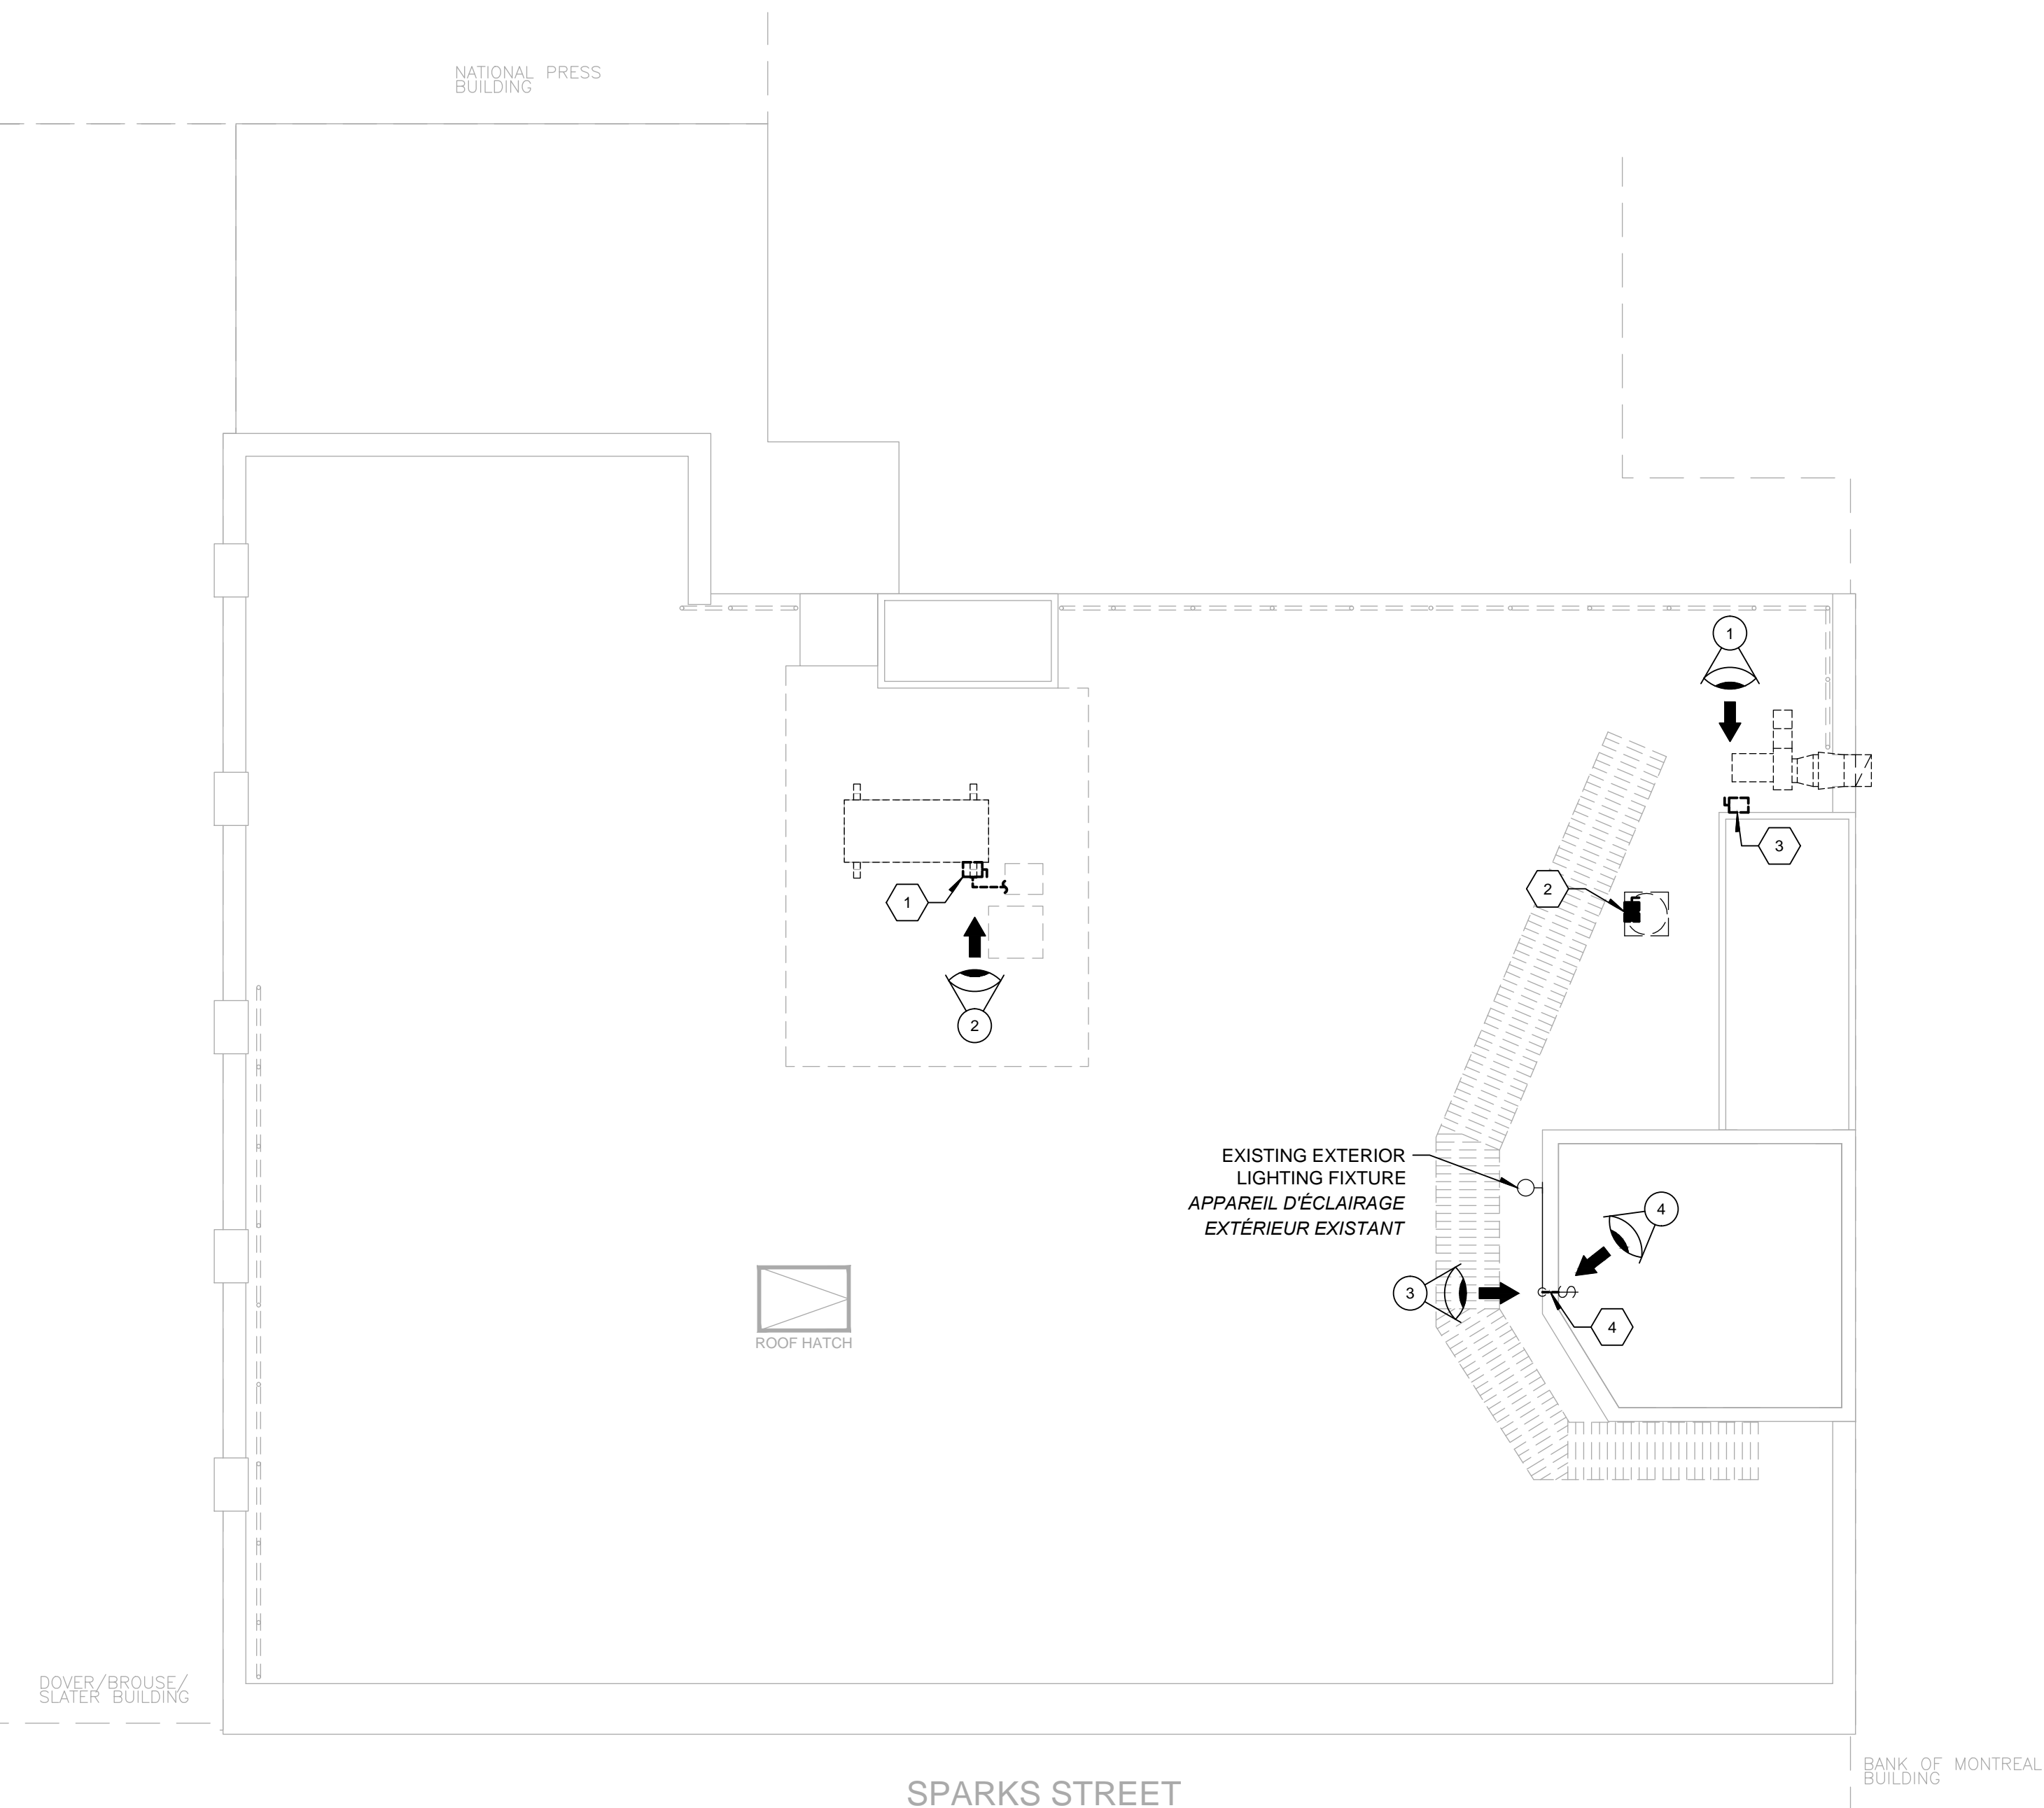 NATIONAL PRESS
BUILDING
1
3
2
1
2
EXISTING EXTERIOR
LIGHTING FIXTURE
APPAREIL D'ÉCLAIRAGE
EXTÉRIEUR EXISTANT
4
3
4
ROOF HATCH
DOVER/BROUSE/
SLATER BUILDING
BANK OF MONTREAL
BUILDING
SPARKS STREET